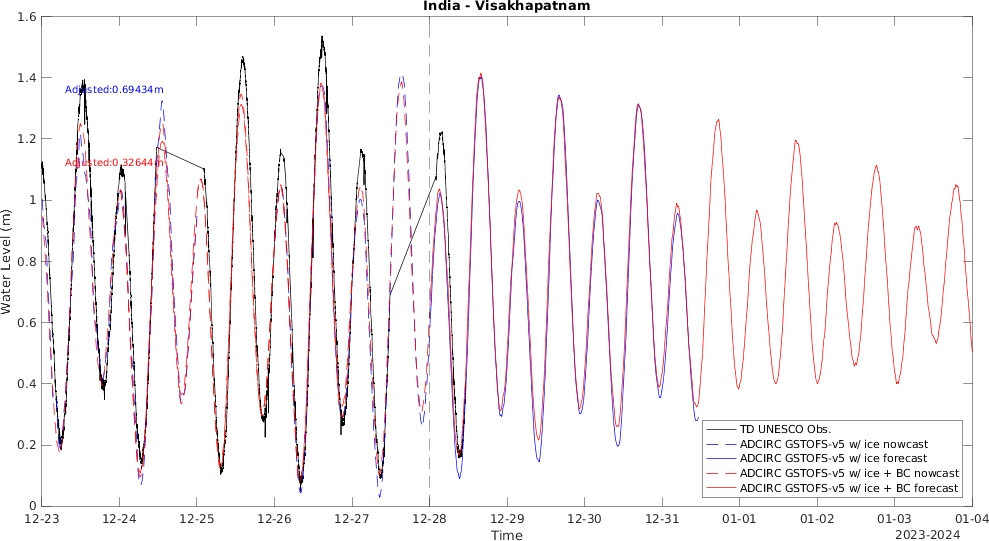 India - Visakhapatnam
Water Level (m)
1.6
1.4
1.2
1
0.8
0.6
0.4
0.2
0
Adjusted:0.69434m
Adjusted:0.32644m
TD UNESCO Obs.
ADCIRC GSTOFS-v5 w/ ice nowcast
ADCIRC GSTOFS-v5 w/ ice forecast
ADCIRC GSTOFS-v5 w/ ice + BC nowcast
ADCIRC GSTOFS-v5 w/ ice + BC forecast
12-23 12-24 12-25 12-26 12-27 12-28 12-29 12-30 12-31 01-01 01-02 01-03 01-04
Time
2023-2024